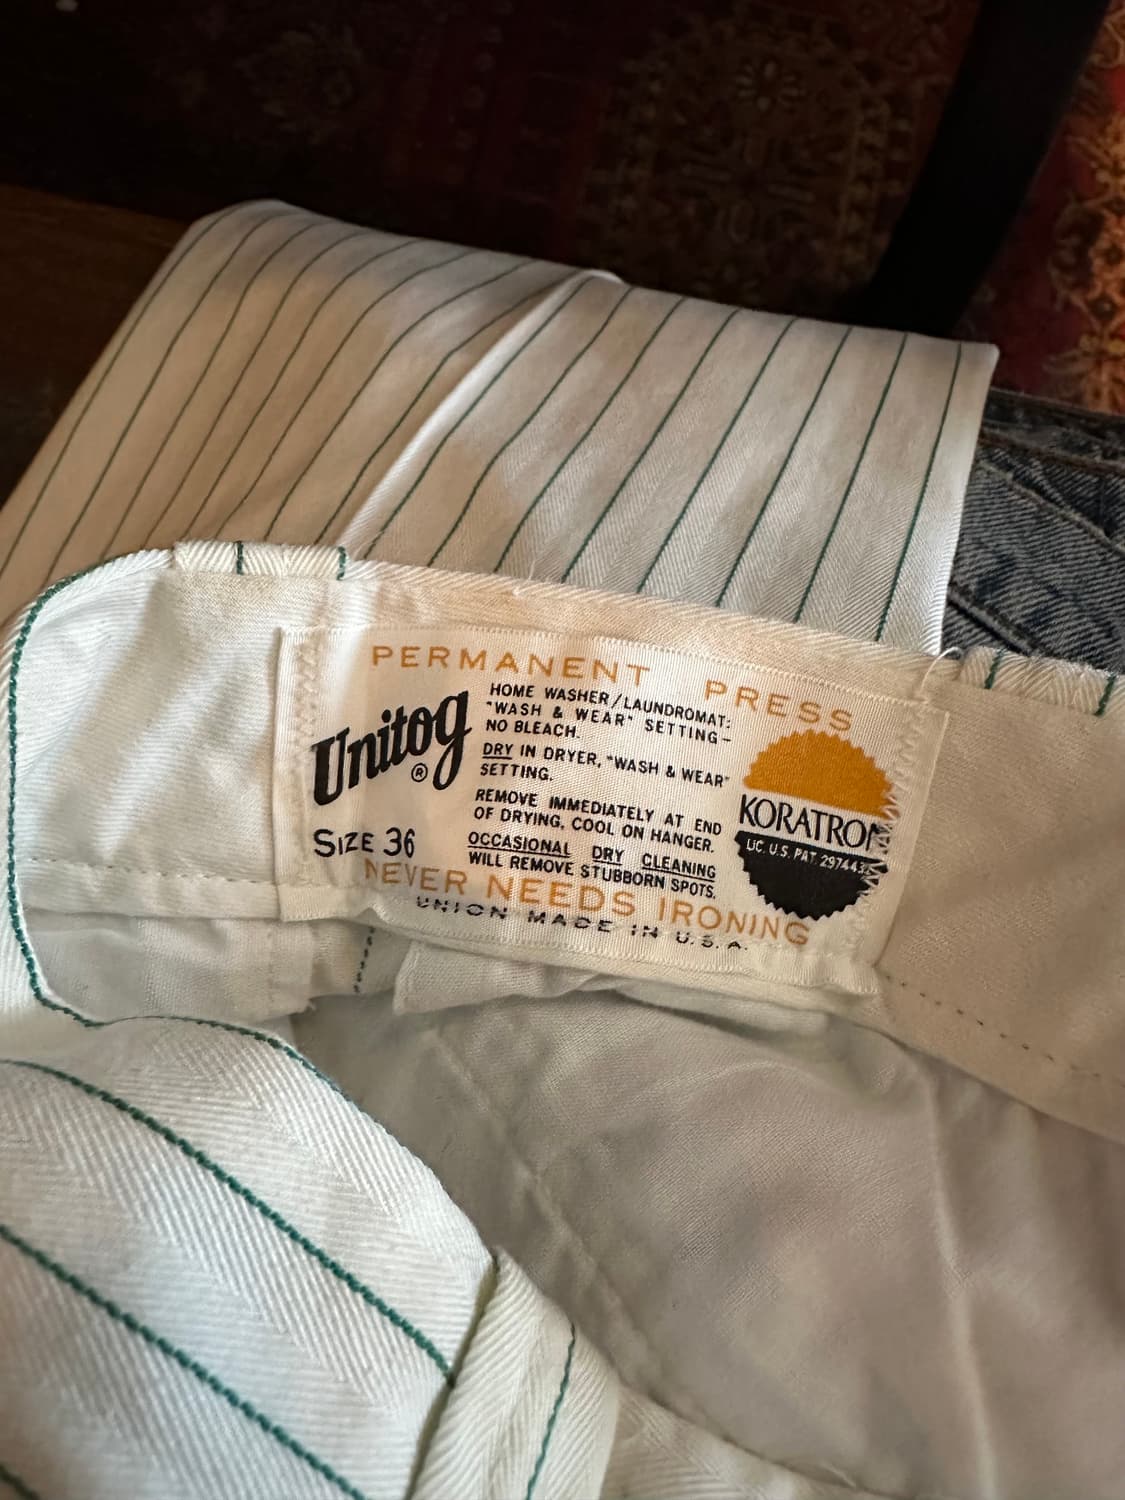 PERMANENT PRESS
Unitog
®
SIZE 36
HOME WASHER/LAUNDROMAT:
"WASH & WEAR" SETTING–
NO BLEACH.
DRY IN DRYER, "WASH & WEAR"
SETTING.
REMOVE IMMEDIATELY AT END
OF DRYING, COOL ON HANGER.
OCCASIONAL DRY CLEANING
WILL REMOVE STUBBORN SPOTS.
KORATRON
LIC. U.S. PAT.
NEVER NEEDS IRONING
UNION MADE IN U.S.A.